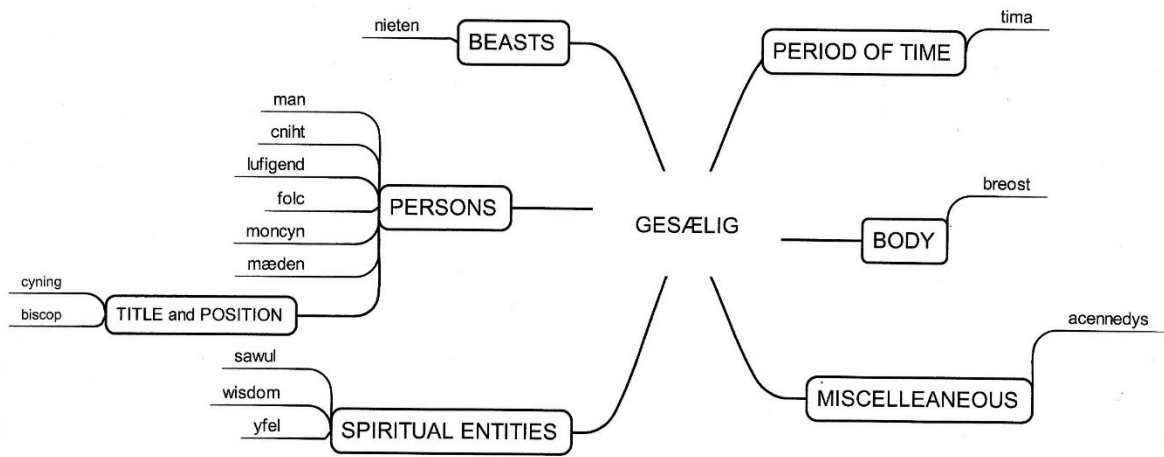 nieten
BEASTS
man
cniht
lufigend
folc
moncyn
mæden
PERSONS
cyning
biscop
TITLE and POSITION
sawul
wisdom
yfel
SPIRITUAL ENTITIES
GESÆLIG
tima
PERIOD OF TIME
breost
BODY
acennedys
MISCELLEANEOUS